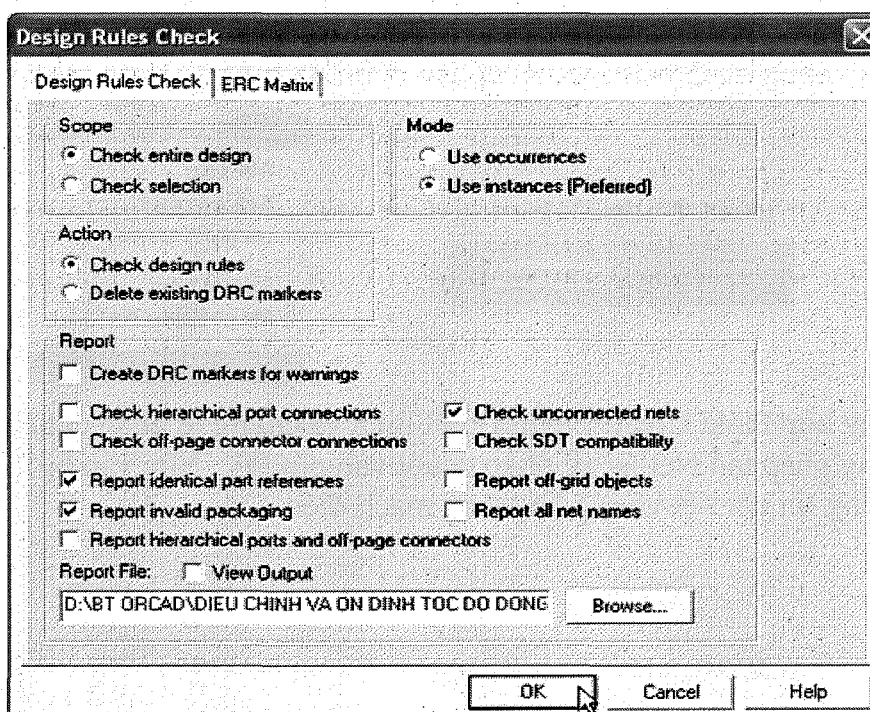 Design Rules Check
Design Rules Check ERC Matrix
Scope
Check entire design
Check selection
Mode
Use occurrences
Use instances (Preferred)
Action
Check design rules
Delete existing DRC markers
Report
Create DRC markers for warnings
Check hierarchical port connections
Check unconnected nets
Check off-page connector connections
Check SDT compatibility
Report identical part references
Report off-grid objects
Report invalid packaging
Report all net names
Report hierarchical ports and off-page connectors
Report File: View Output
D:\BT ORCAD\DIEU CHINH VA ON DINH TOC DO DONG
Browse...
OK Cancel Help